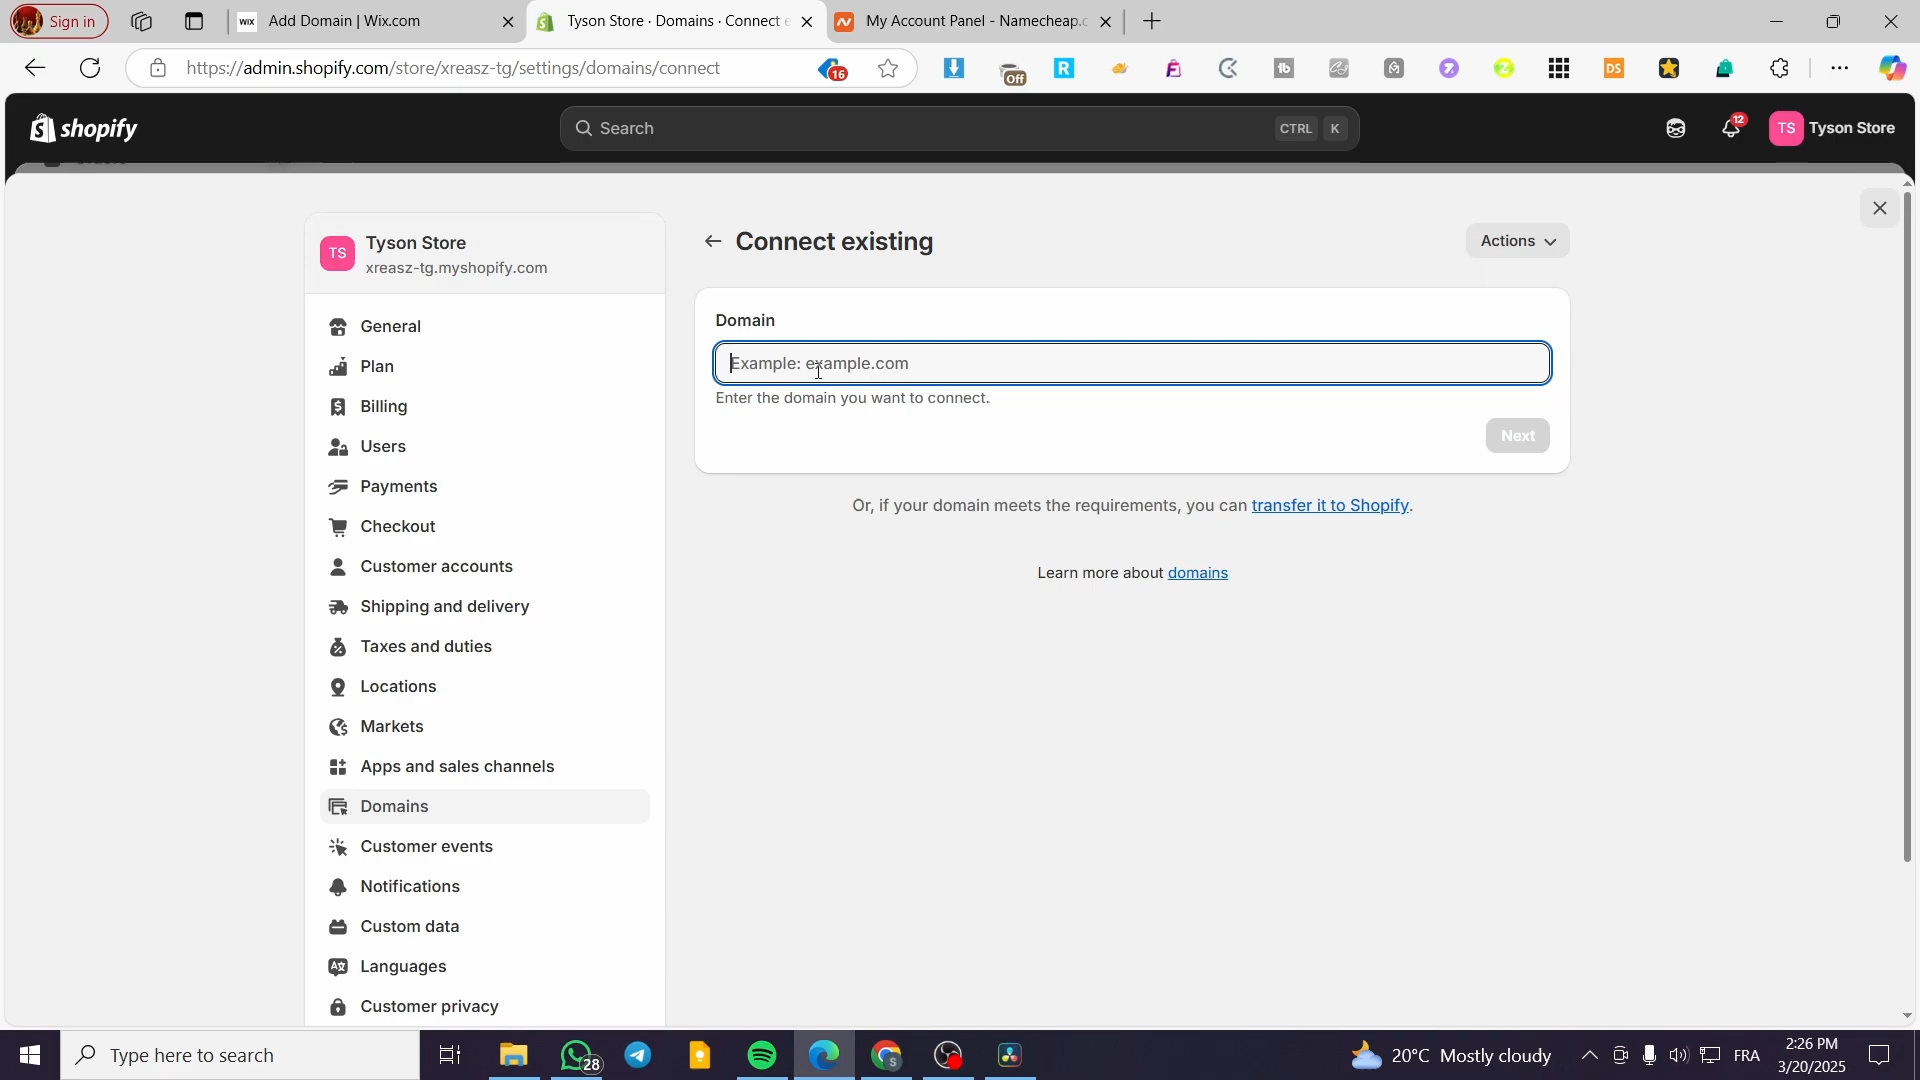 Sign in
WIX
Add Domain | Wix.com
Tyson Store · Domains · Connect e
My Account Panel - Namecheap.c
https://admin.shopify.com/store/xreasz-tg/settings/domains/connect
16
Off
R
tb
DS
shopify
Search
CTRL
K
12
TS
Tyson Store
TS
Tyson Store
xreasz-tg.myshopify.com
General
Plan
Billing
Users
Payments
Checkout
Customer accounts
Shipping and delivery
Taxes and duties
Locations
Markets
Apps and sales channels
Domains
Customer events
Notifications
Custom data
Languages
Customer privacy
Connect existing
Actions
Domain
Example: example.com
Enter the domain you want to connect.
Next
Or, if your domain meets the requirements, you can transfer it to Shopify.
Learn more about domains
Type here to search
28
S
20°C Mostly cloudy
FRA
2:26 PM
3/20/2025